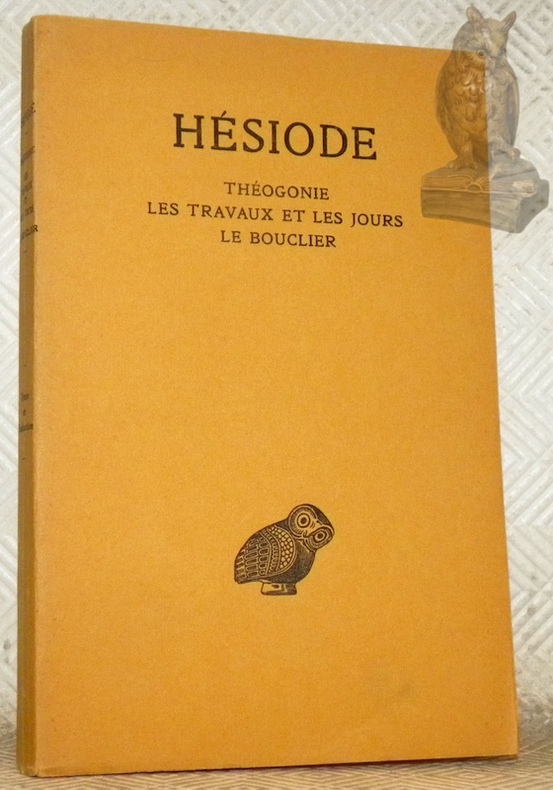 HÉSIODE
THÉOGONIE
LES TRAVAUX ET LES JOURS
LE BOUCLIER